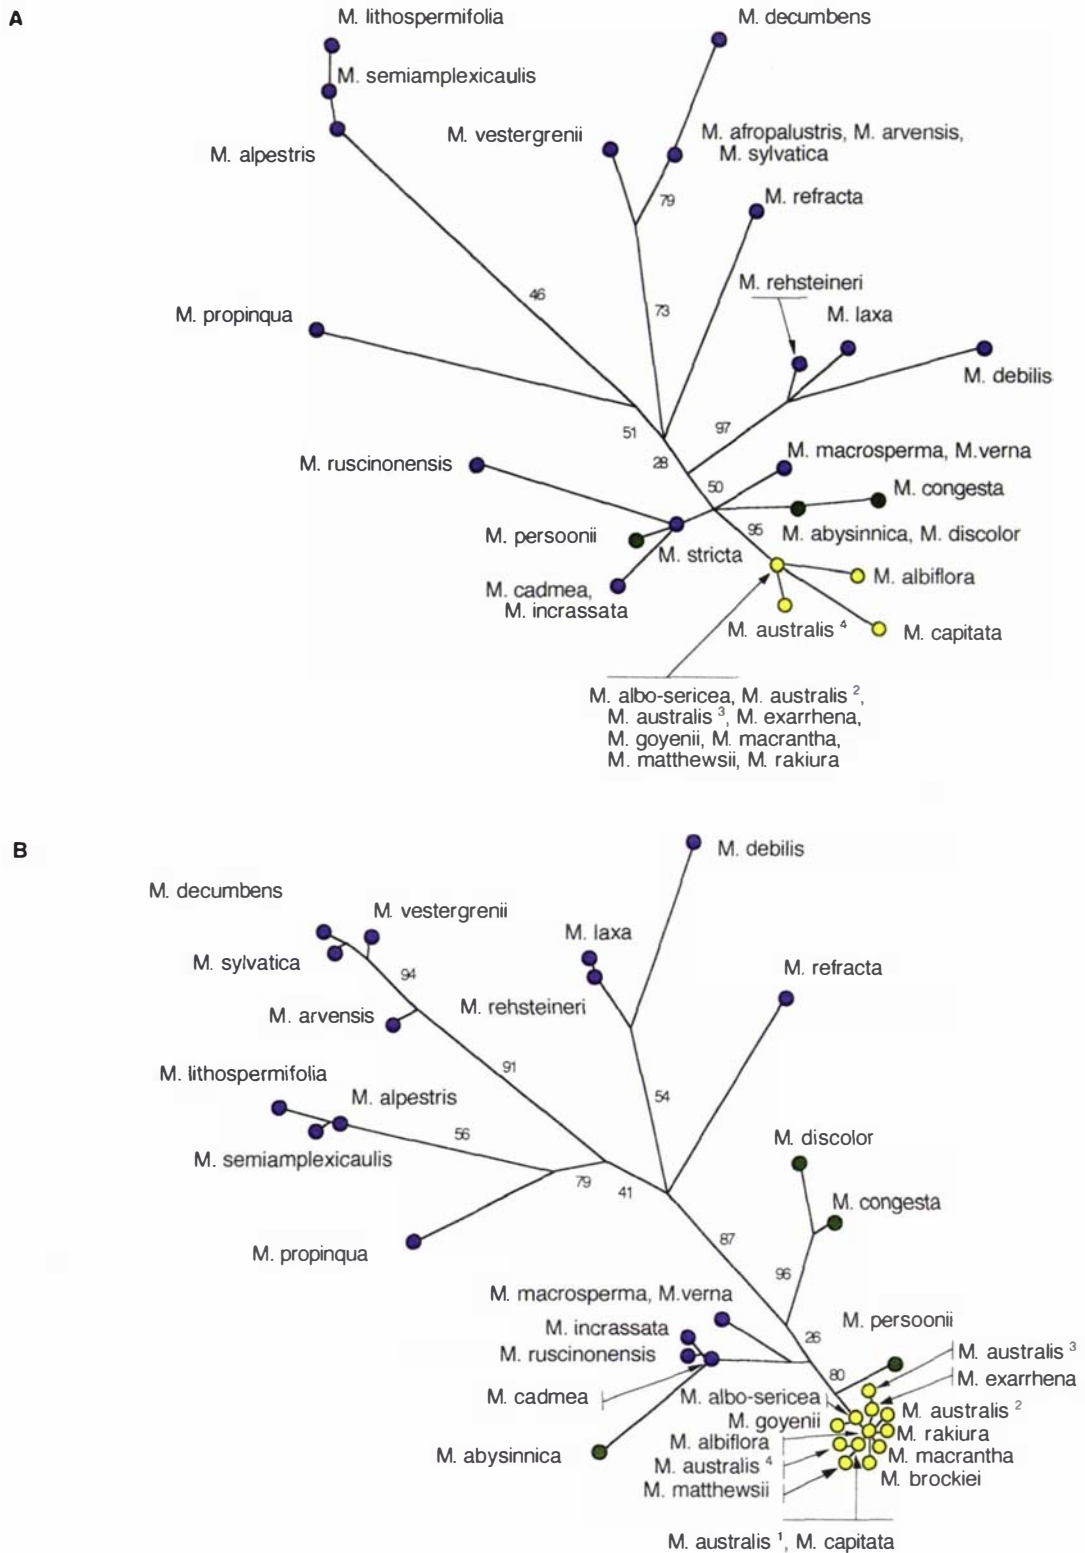 A
M. lithospermifolia
M. decumbens
M. semiamplexicaulis
M. vestergrenii
M. afropalustris, M. arvensis,
M. sylvatica
M. alpestris
79
M. refracta
M. rehsteineri
46
M. propinqua
73
M. laxa
M. debilis
51
97
M. ruscinonensis
28
M. macrosperma, M.verna
50
M. congesta
M. persoonii
95
M. abysinnica, M. discolor
M. stricta
M. albiflora
M. cadmea,
M. incrassata
M. australis 4
M. capitata
M. albo-sericea, M. australis 2,
M. australis 3, M. exarrhena,
M. goyenii, M. macrantha,
M. matthewsii, M. rakiura
B
M. debilis
M. decumbens
M. vestergrenii
M. laxa
M. sylvatica
94
M. refracta
M. rehsteineri
M. arvensis
91
M. lithospermifolia
M. alpestris
54
56
M. discolor
M. semiamplexicaulis
79
41
M. congesta
87
M. propinqua
96
M. macrosperma, M.verna
M. persoonii
M. incrassata
26
M. australis 3
M. ruscinonensis
80
M. exarrhena
M. cadmea
M. albo-sericea
M. australis 2
M. goyenii
M. rakiura
M. albiflora
M. abysinnica
M. macrantha
M. australis 4
M. brockiei
M. matthewsii
M. australis 1, M. capitata